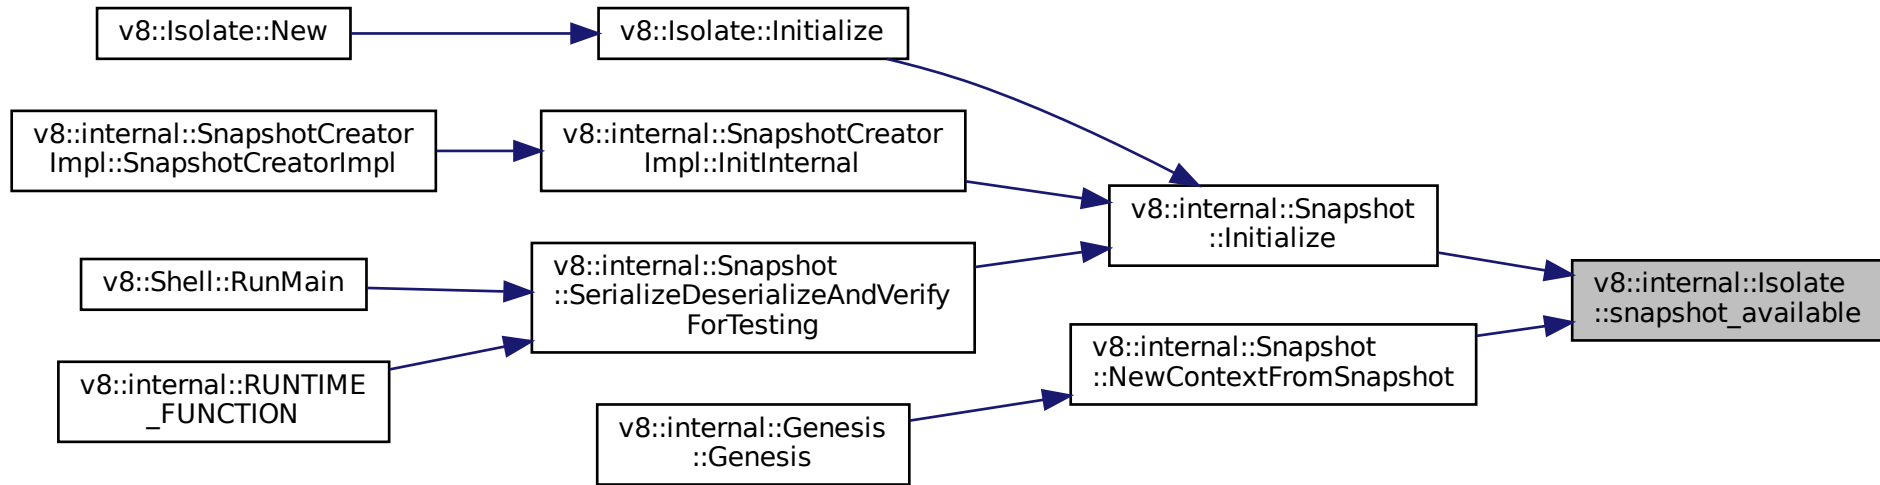 v8::Isolate::New
v8::Isolate::Initialize
v8::internal::SnapshotCreator
Impl::SnapshotCreatorImpl
v8::internal::SnapshotCreator
Impl::InitInternal
v8::internal::Snapshot
::Initialize
v8::internal::Isolate
::snapshot_available
v8::Shell::RunMain
v8::internal::Snapshot
::SerializeDeserializeAndVerify
ForTesting
v8::internal::RUNTIME
_FUNCTION
v8::internal::Snapshot
::NewContextFromSnapshot
v8::internal::Genesis
::Genesis